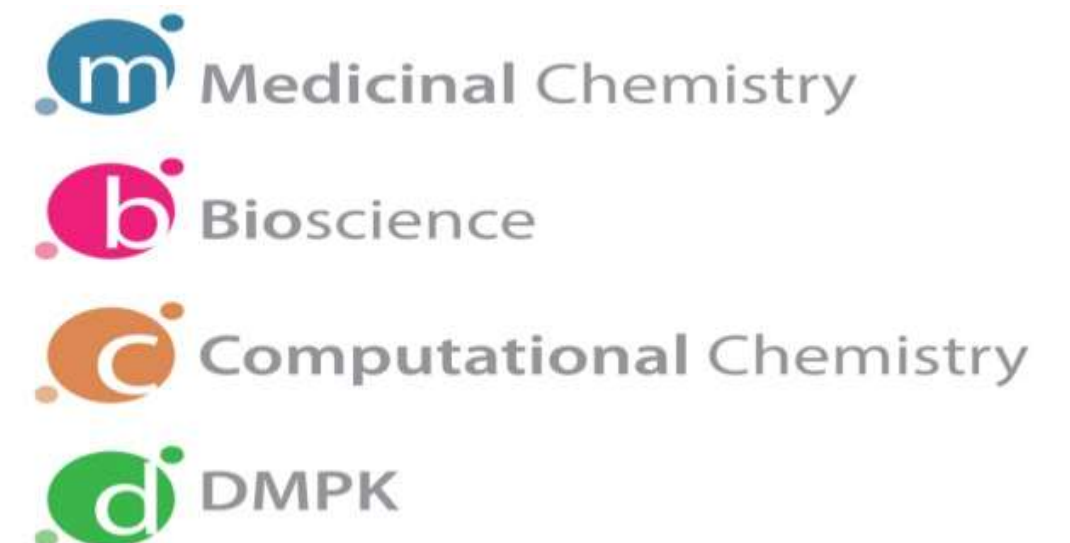 m Medicinal Chemistry
b Bioscience
c Computational Chemistry
d DMPK